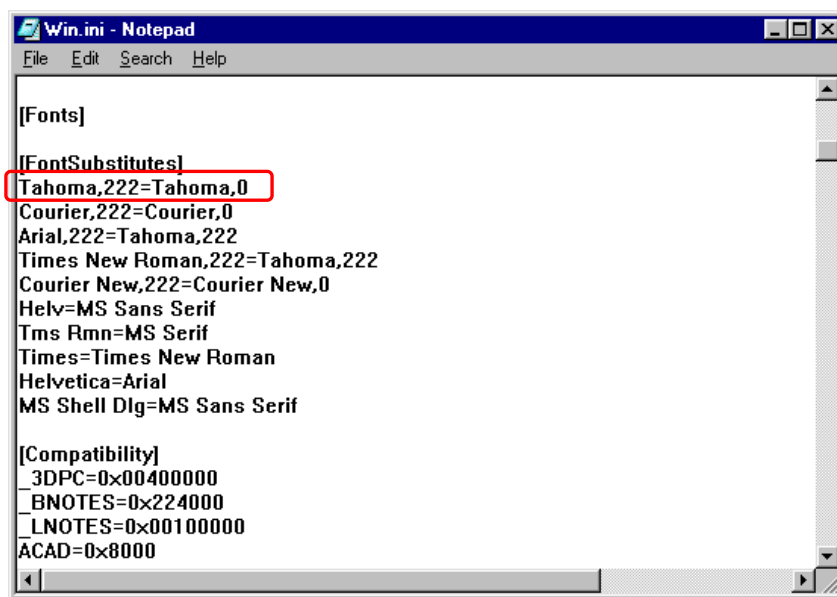 Win.ini - Notepad
File Edit Search Help
[Fonts]
[FontSubstitutes]
Tahoma,222=Tahoma,0
Courier,222=Courier,0
Arial,222=Tahoma,222
Times New Roman,222=Tahoma,222
Courier New,222=Courier New,0
Helv=MS Sans Serif
Tms Rmn=MS Serif
Times=Times New Roman
Helvetica=Arial
MS Shell Dlg=MS Sans Serif
[Compatibility]
_3DPC=0x00400000
_BNOTES=0x224000
_LNOTES=0x00100000
ACAD=0x8000